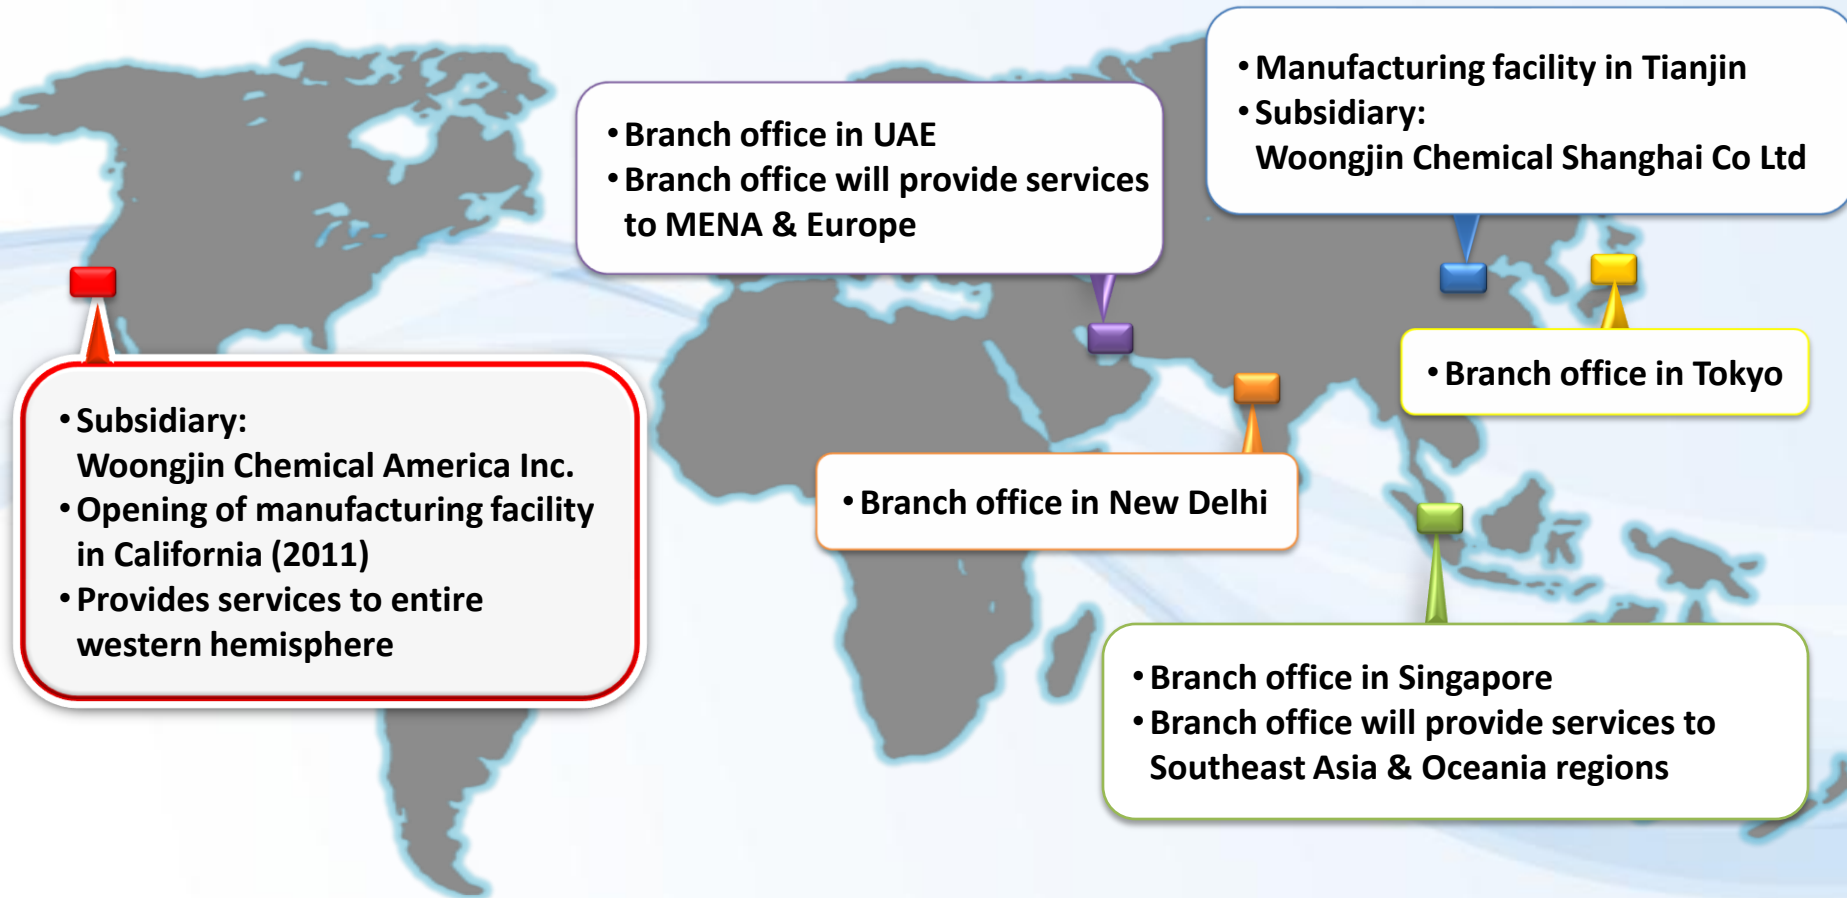 • Manufacturing facility in Tianjin
• Subsidiary:
Woongjin Chemical Shanghai Co Ltd
• Branch office in UAE
• Branch office will provide services
to MENA & Europe
• Branch office in Tokyo
• Subsidiary:
Woongjin Chemical America Inc.
• Opening of manufacturing facility
in California (2011)
• Provides services to entire
western hemisphere
• Branch office in New Delhi
• Branch office in Singapore
• Branch office will provide services to
Southeast Asia & Oceania regions